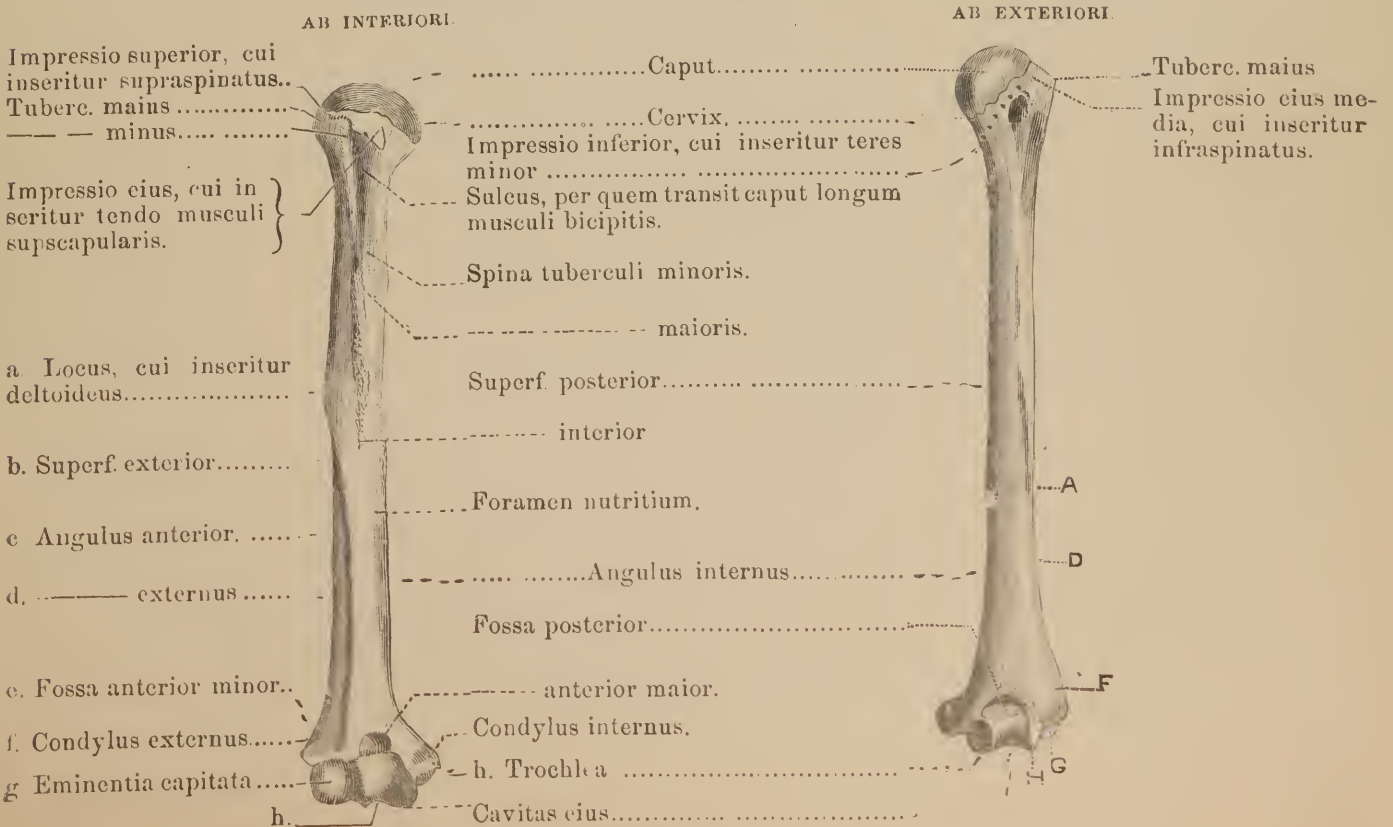 AB INTERIORI.
AB EXTERIORI.
Impressio superior, cui
inseritur supraspinatus..
Tuberc. maius ..............
—— — minus..... .........
Impressio eius, cui in
seritur tendo musculi
supscapularis.
a Locus, cui inseritur
deltoideus....................
b. Superf. exterior.........
c Angulus anterior. .....
d. ——— externus ......
e. Fossa anterior minor..
f. Condylus externus......
g Eminentia capitata.....
h.
...... ................Caput........ ...........
................. .....Cervix. ......................
Impressio inferior, cui inseritur teres
minor ...................... ......................
Sulcus, per quem transit caput longum
musculi bicipitis.
Spina tuberculi minoris.
—————— maioris.
Superf. posterior.......... ....................
———— interior
Foramen nutritium.
...... .........Angulus internus..............
Fossa posterior................................
——— anterior maior.
Condylus internus.
h. Trochlea ....................................
Cavitas eius............... ......................
Tuberc. maius
Impressio eius me-
dia, cui inseritur
infraspinatus.
A
D
F
G
H